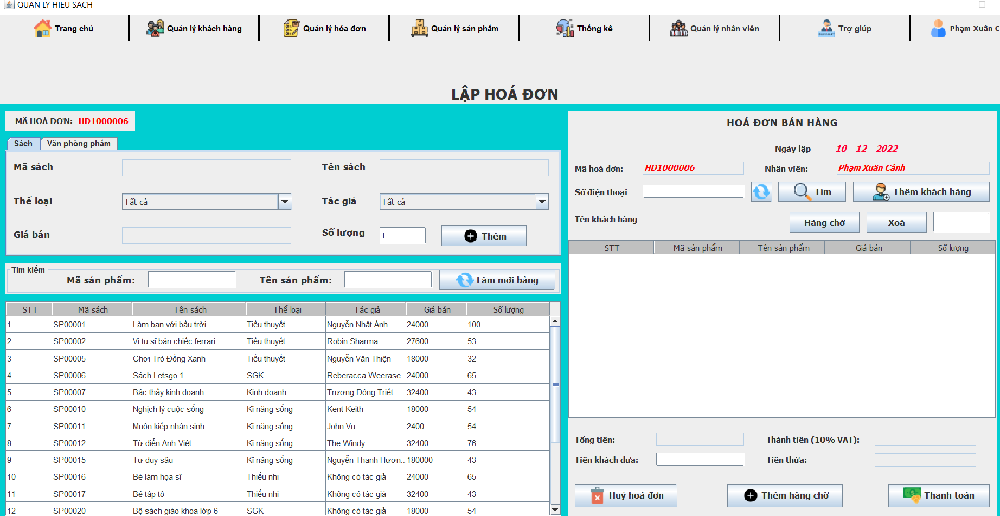 QUAN LY HIEU SACH
Trang chủ
Quản lý khách hàng
Quản lý hóa đơn
Quản lý sản phẩm
Thống kê
Quản lý nhân viên
SUPPORT
Trợ giúp
Phạm Xuân C
LẬP HOÁ ĐƠN
MÃ HOÁ ĐƠN: HD1000006
Sách
Văn phòng phẩm
Mã sách
Tên sách
Thể loại
Tất cả
Tác giả
Tất cả
Giá bán
Số lượng
1
Thêm
Tìm kiếm
Mã sản phẩm:
Tên sản phẩm:
Làm mới bảng
STT Mã sách Tên sách Thể loại Tác giả Giá bán Số lượng
1 SP00001 Làm bạn với bầu trời Tiểu thuyết Nguyễn Nhật Ánh 24000 100
2 SP00002 Vị tu sĩ bán chiếc ferrari Tiểu thuyết Robin Sharma 27600 53
3 SP00005 Chơi Trò Đồng Xanh Tiểu thuyết Nguyễn Văn Thiện 18000 32
4 SP00006 Sách Letsgo 1 SGK Reberacca Weerase... 24000 65
5 SP00007 Bậc thầy kinh doanh Kinh doanh Trương Đông Triết 32400 43
6 SP00010 Nghịch lý cuộc sống Kĩ năng sống Kent Keith 18000 54
7 SP00011 Muôn kiếp nhân sinh Kĩ năng sống John Vu 2400 54
8 SP00012 Từ điển Anh-Việt Kĩ năng sống The Windy 32400 76
9 SP00015 Tư duy sâu Kĩ năng sống Nguyễn Thanh Hươn... 180000 43
10 SP00016 Bé làm họa sĩ Thiếu nhi Không có tác giả 24000 65
11 SP00017 Bé tập tô Thiếu nhi Không có tác giả 32400 43
12 SP00020 Bộ sách giáo khoa lớp 6 SGK Không có tác giả 18000 54
HOÁ ĐƠN BÁN HÀNG
Ngày lập 10 - 12 - 2022
Mã hoá đơn: HD1000006
Nhân viên: Phạm Xuân Cảnh
Số điện thoại
Tìm
Thêm khách hàng
Tên khách hàng
Hàng chờ
Xoá
STT Mã sản phẩm Tên sản phẩm Giá bán Số lượng
Tổng tiền:
Thành tiền (10% VAT):
Tiền khách đưa:
Tiền thừa:
Huỷ hoá đơn
Thêm hàng chờ
Thanh toán